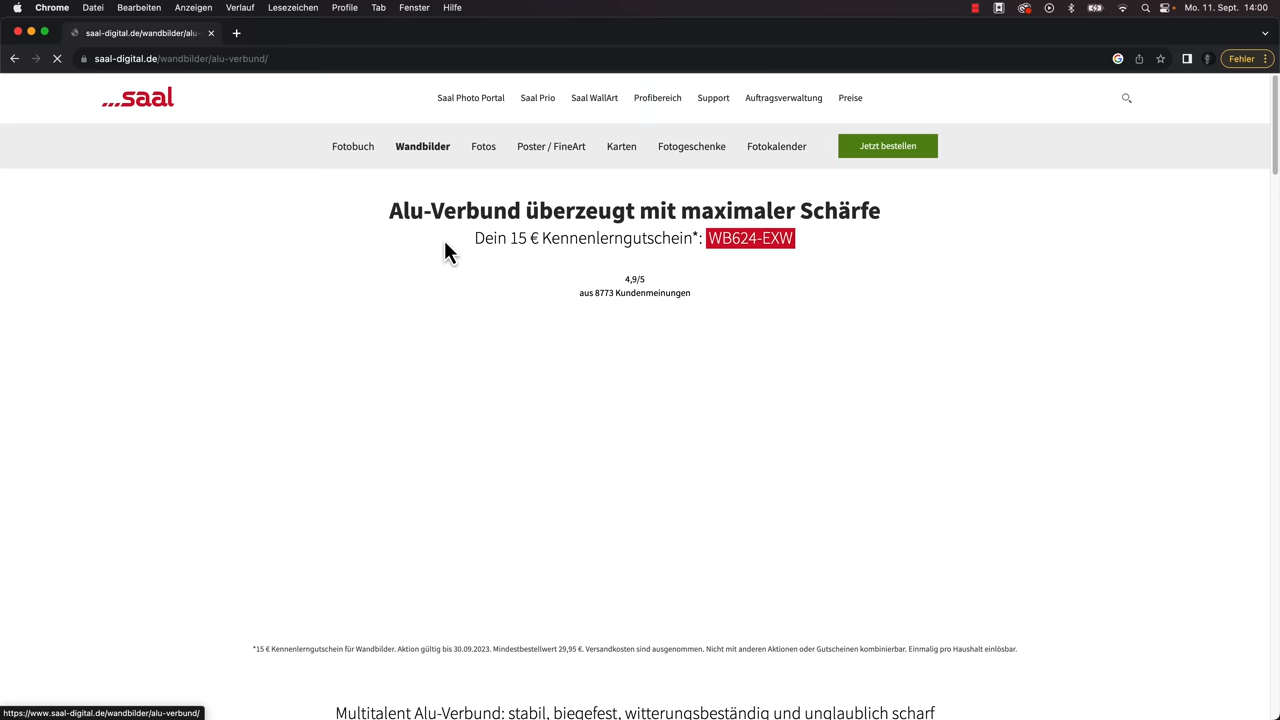 Chrome Datei Bearbeiten Anzeigen Verlauf Lesezeichen Profile Tab Fenster Hilfe Mo. 11. Sept. 14:00
saal-digital.de/wandbilder/alu-
saal-digital.de/wandbilder/alu-verbund/ Fehler
...saal
Saal Photo Portal Saal Prio Saal WallArt Profibereich Support Auftragsverwaltung Preise
Fotobuch Wandbilder Fotos Poster / FineArt Karten Fotogeschenke Fotokalender Jetzt bestellen
Alu-Verbund überzeugt mit maximaler Schärfe
Dein 15 € Kennenlerngutschein*: WB624-EXW
4,9/5
aus 8773 Kundenmeinungen
*15 € Kennenlerngutschein für Wandbilder. Aktion gültig bis 30.09.2023. Mindestbestellwert 29,95 €. Versandkosten sind ausgenommen. Nicht mit anderen Aktionen oder Gutscheinen kombinierbar. Einmalig pro Haushalt einlösbar.
Multitalent Alu-Verbund: stabil, biegefest, witterungsbeständig und unglaublich scharf
https://www.saal-digital.de/wandbilder/alu-verbund/